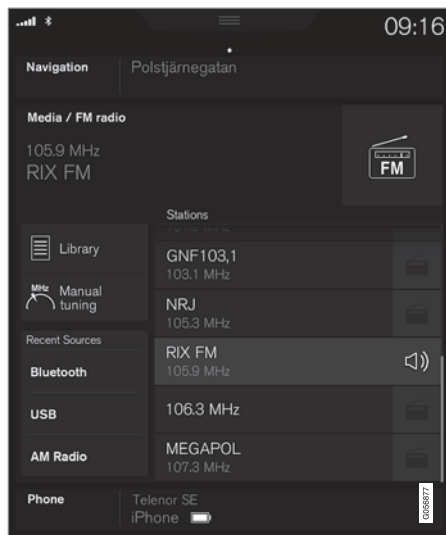 09:16
Navigation
Polstjärnegatan
Media / FM radio
105.9 MHz
RIX FM
FM
Stations
Library
MHz
Manual
tuning
Recent Sources
Bluetooth
USB
AM Radio
GNF103,1
103.1 MHz
NRJ
105.3 MHz
RIX FM
105.9 MHz
106.3 MHz
MEGAPOL
107.3 MHz
Phone
Telenor SE
iPhone
G056877